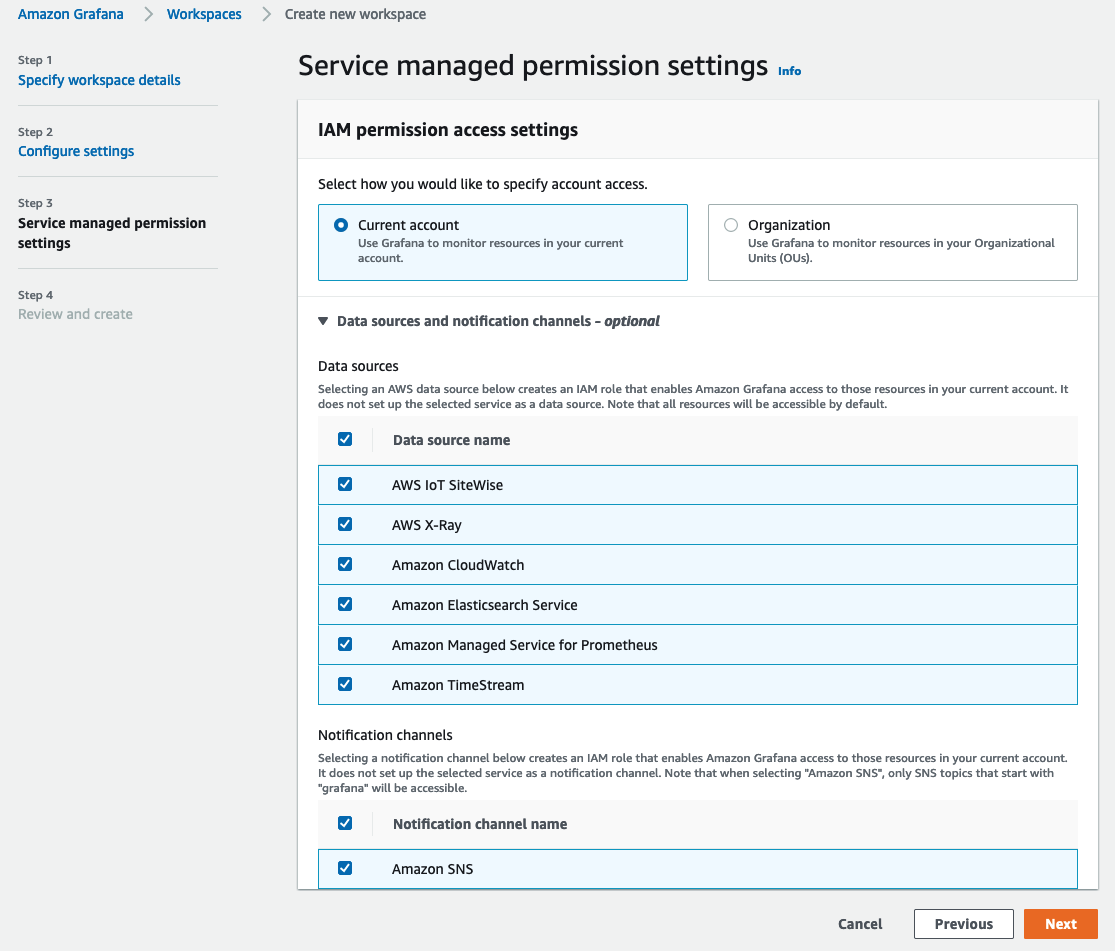 Amazon Grafana
Workspaces
Create new workspace
Step 1
Specify workspace details
Step 2
Configure settings
Step 3
Service managed permission
settings
Step 4
Review and create
Service managed permission settings Info
IAM permission access settings
Select how you would like to specify account access.
Current account
Use Grafana to monitor resources in your current
account.
Organization
Use Grafana to monitor resources in your Organizational
Units (OUs).
Data sources and notification channels - optional
Data sources
Selecting an AWS data source below creates an IAM role that enables Amazon Grafana access to those resources in your current account. It
does not set up the selected service as a data source. Note that all resources will be accessible by default.
Data source name
AWS IoT SiteWise
AWS X-Ray
Amazon CloudWatch
Amazon Elasticsearch Service
Amazon Managed Service for Prometheus
Amazon TimeStream
Notification channels
Selecting a notification channel below creates an IAM role that enables Amazon Grafana access to those resources in your current account.
It does not set up the selected service as a notification channel. Note that when selecting "Amazon SNS", only SNS topics that start with
"grafana" will be accessible.
Notification channel name
Amazon SNS
Cancel
Previous
Next